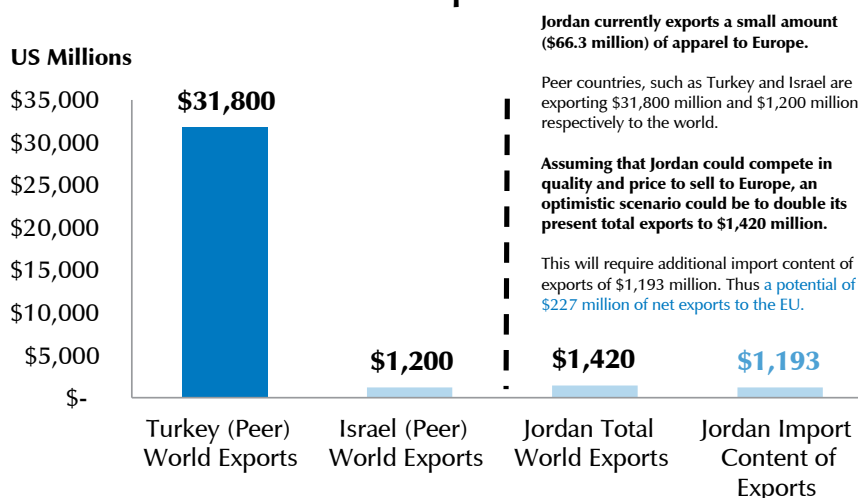 Jordan currently exports a small amount
($66.3 million) of apparel to Europe.
US Millions
Peer countries, such as Turkey and Israel are
exporting $31,800 million and $1,200 million
respectively to the world.
Assuming that Jordan could compete in
quality and price to sell to Europe, an
optimistic scenario could be to double its
present total exports to $1,420 million.
This will require additional import content of
exports of $1,193 million. Thus a potential of
$227 million of net exports to the EU.
$35,000
$30,000
$25,000
$20,000
$15,000
$10,000
$5,000
$-
$31,800
$1,200
$1,420
$1,193
Turkey (Peer)
World Exports
Israel (Peer)
World Exports
Jordan Total
World Exports
Jordan Import
Content of
Exports